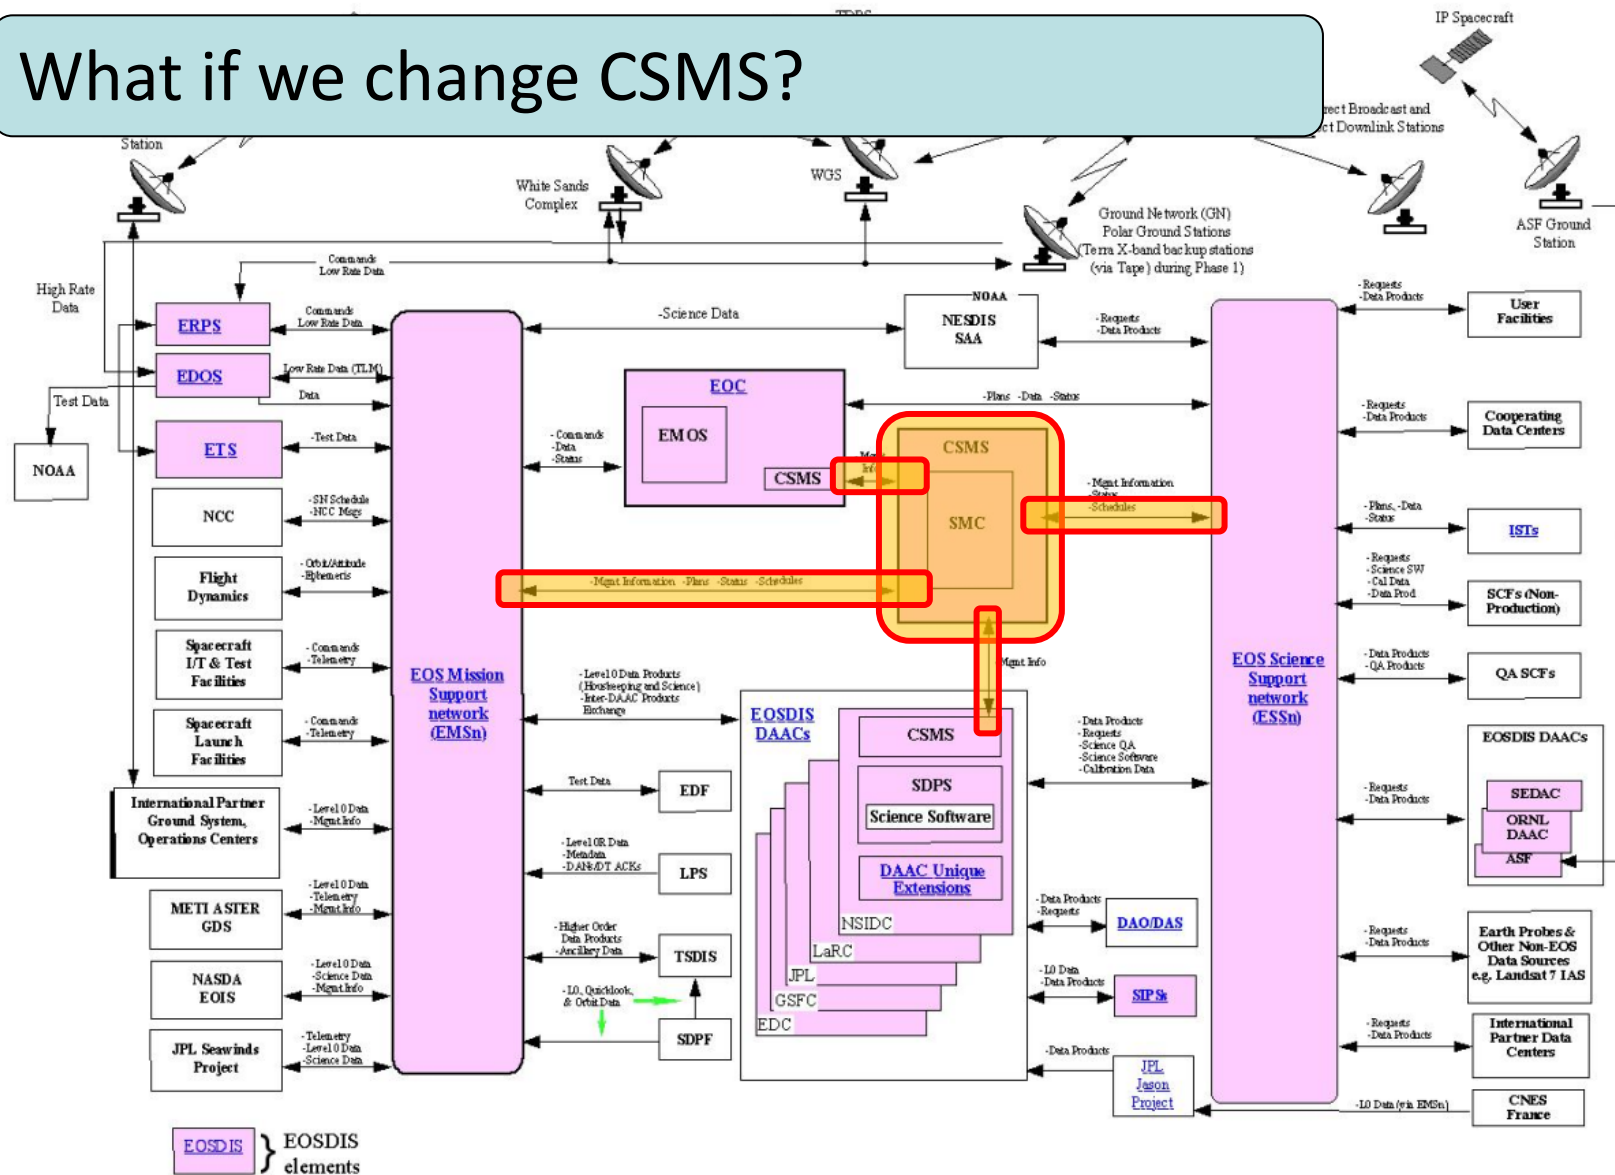 What if we change CSMS?
IP Spacecraft
Direct Broadcast and
Direct Downlink Stations
Station
White Sands
Complex
WGS
Ground Network (GN)
Polar Ground Stations
(Terra X-band backup stations
(via Tape) during Phase 1)
ASF Ground
Station
Commands
Low Rate Data
High Rate
Data
ERPS
Commands
Low Rate Data
-Science Data
NOAA
NESDIS
SAA
-Requests
-Data Products
-Requests
-Data Products
User
Facilities
EDOS
Low Rate Data (TLM)
Data
Test Data
NOAA
ETS
-Test Data
EOC
EMOS
CSMS
-Plans -Data -Status
-Commands
-Data
-Status
Mgmt
Info
CSMS
SMC
-Mgmt Information
-Status
-Schedules
-Requests
-Data Products
Cooperating
Data Centers
NCC
-SN Schedule
-NCC Msgs
-Plans, -Data
-Status
ISTs
Flight
Dynamics
-Orbit/Attitude
-Ephemeris
-Mgmt Information -Plans -Status -Schedules
-Requests
-Science SW
-Cal Data
-Data Prod
SCFs (Non-
Production)
Spacecraft
I/T & Test
Facilities
-Commands
-Telemetry
EOS Mission
Support
network
(EMSn)
-Level 0 Data Products
(Housekeeping and Science)
-Inter-DAAC Products
Exchange
-Mgmt Info
EOS Science
Support
network
(ESSn)
-Data Products
-QA Products
QA SCFs
Spacecraft
Launch
Facilities
-Commands
-Telemetry
EOSDIS
DAACs
CSMS
SDPS
Science Software
DAAC Unique
Extensions
NSIDC
LaRC
JPL
GSFC
EDC
-Data Products
-Requests
-Science QA
-Science Software
-Calibration Data
EOSDIS DAACs
SEDAC
ORNL
DAAC
ASF
-Requests
-Data Products
International Partner
Ground System,
Operations Centers
-Level 0 Data
-Mgmt Info
Test Data
EDF
-Level 0R Data
-Metadata
-DANs/DT ACKs
LPS
METI ASTER
GDS
-Level 0 Data
-Telemetry
-Mgmt Info
-Higher Order
Data Products
-Ancillary Data
TSDIS
-Data Products
-Requests
DAO/DAS
-Requests
-Data Products
Earth Probes &
Other Non-EOS
Data Sources
e.g. Landsat 7 IAS
NASDA
EOIS
-Level 0 Data
-Science Data
-Mgmt Info
-L0, Quicklook,
& Orbit Data
-L0 Data
-Data Products
SIPSs
JPL Seawinds
Project
-Telemetry
-Level 0 Data
-Science Data
SDPF
-Data Products
JPL
Jason
Project
-Requests
-Data Products
International
Partner Data
Centers
-L0 Data (via EMSn)
CNES
France
EOSDIS
EOSDIS
elements